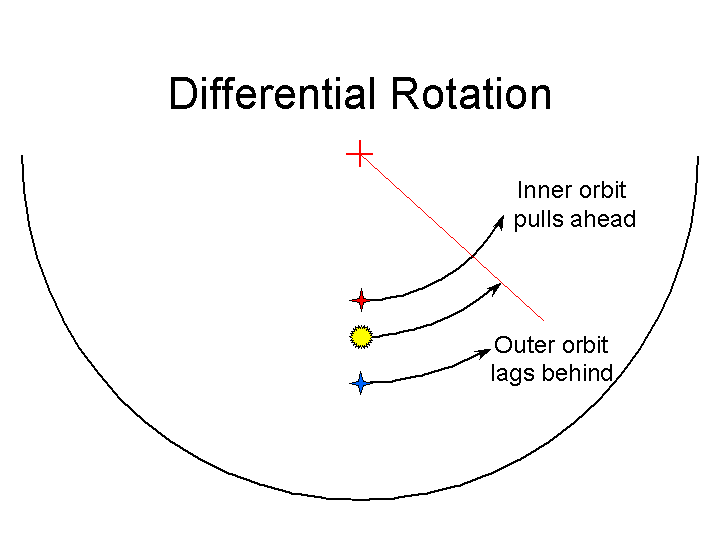 Differential Rotation
Inner orbit
pulls ahead
Outer orbit
lags behind